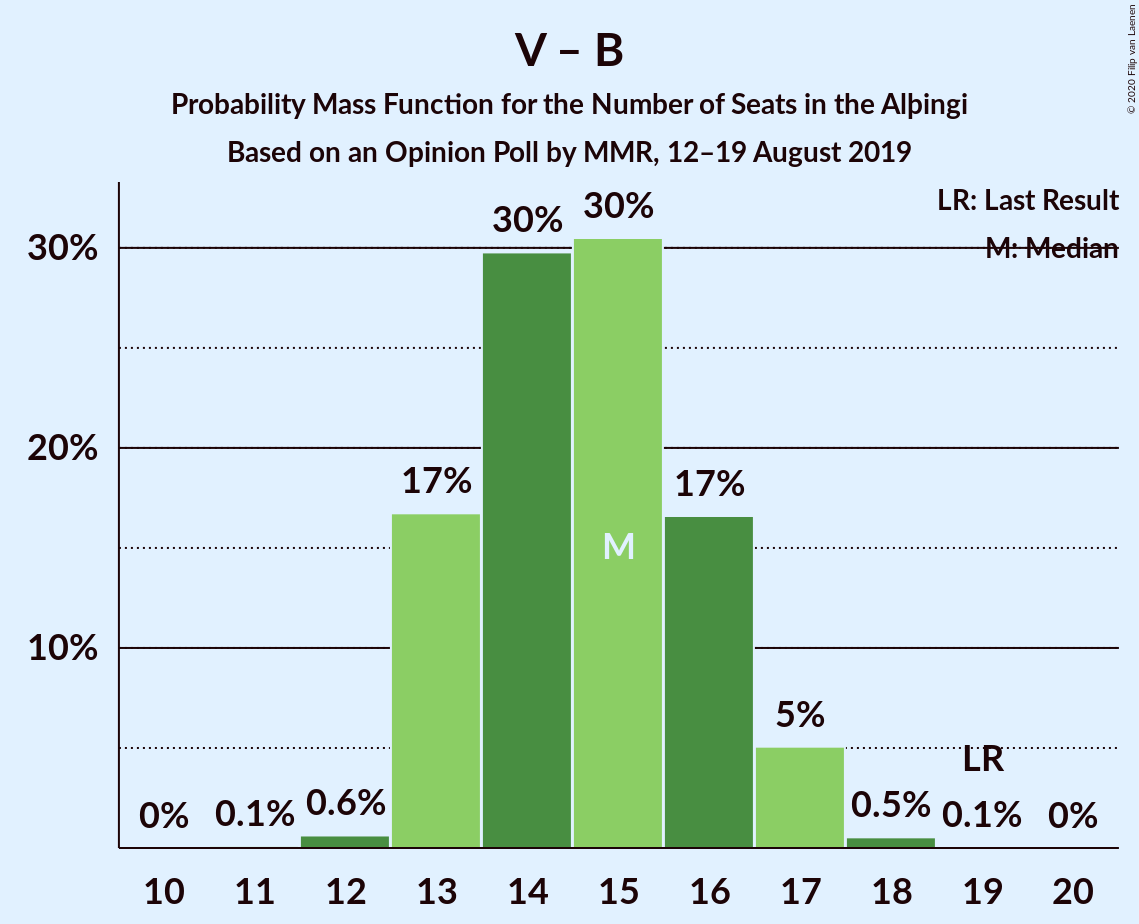 V – B
Probability Mass Function for the Number of Seats in the Alþingi
Based on an Opinion Poll by MMR, 12–19 August 2019
© 2020 Filip van Laenen
LR: Last Result
M: Median
30%
20%
10%
0%
0.1%
0.6%
17%
30%
30%
M
17%
5%
0.5%
LR
0.1%
0%
10 11 12 13 14 15 16 17 18 19 20